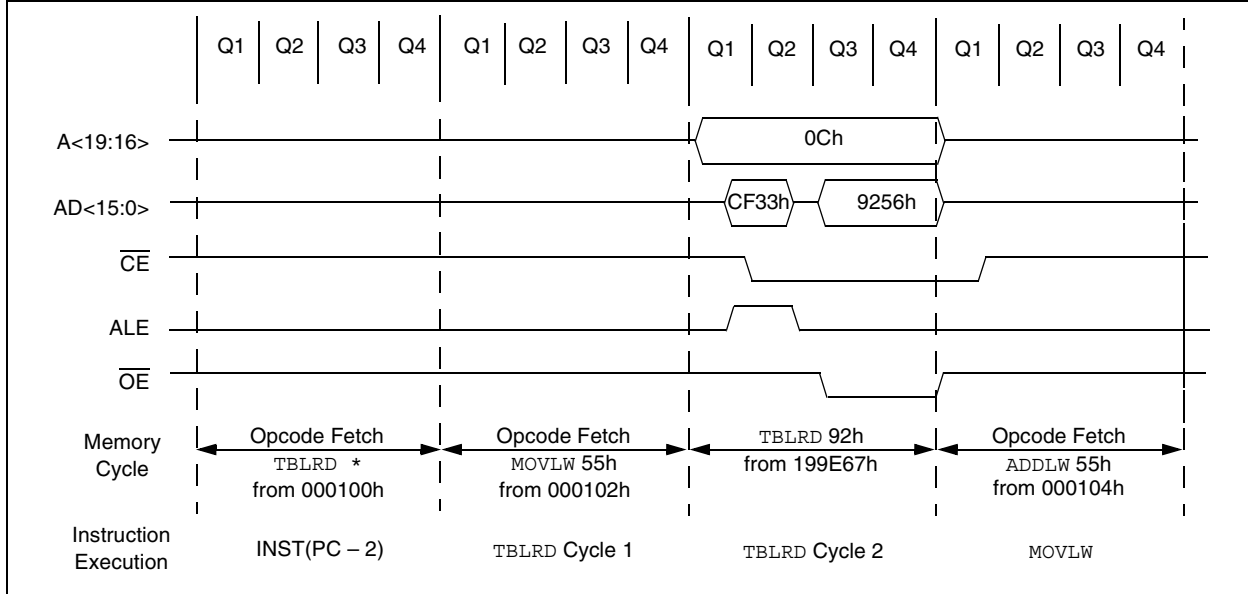 Q1 Q2 Q3 Q4 Q1 Q2 Q3 Q4 Q1 Q2 Q3 Q4 Q1 Q2 Q3 Q4
A<19:16> 0Ch
AD<15:0> CF33h 9256h
CE
ALE
OE
Memory
Cycle
Opcode Fetch
TBLRD *
from 000100h
Opcode Fetch
MOVLW 55h
from 000102h
TBLRD 92h
from 199E67h
Opcode Fetch
ADDLW 55h
from 000104h
Instruction
Execution
INST(PC – 2)
TBLRD Cycle 1
TBLRD Cycle 2
MOVLW